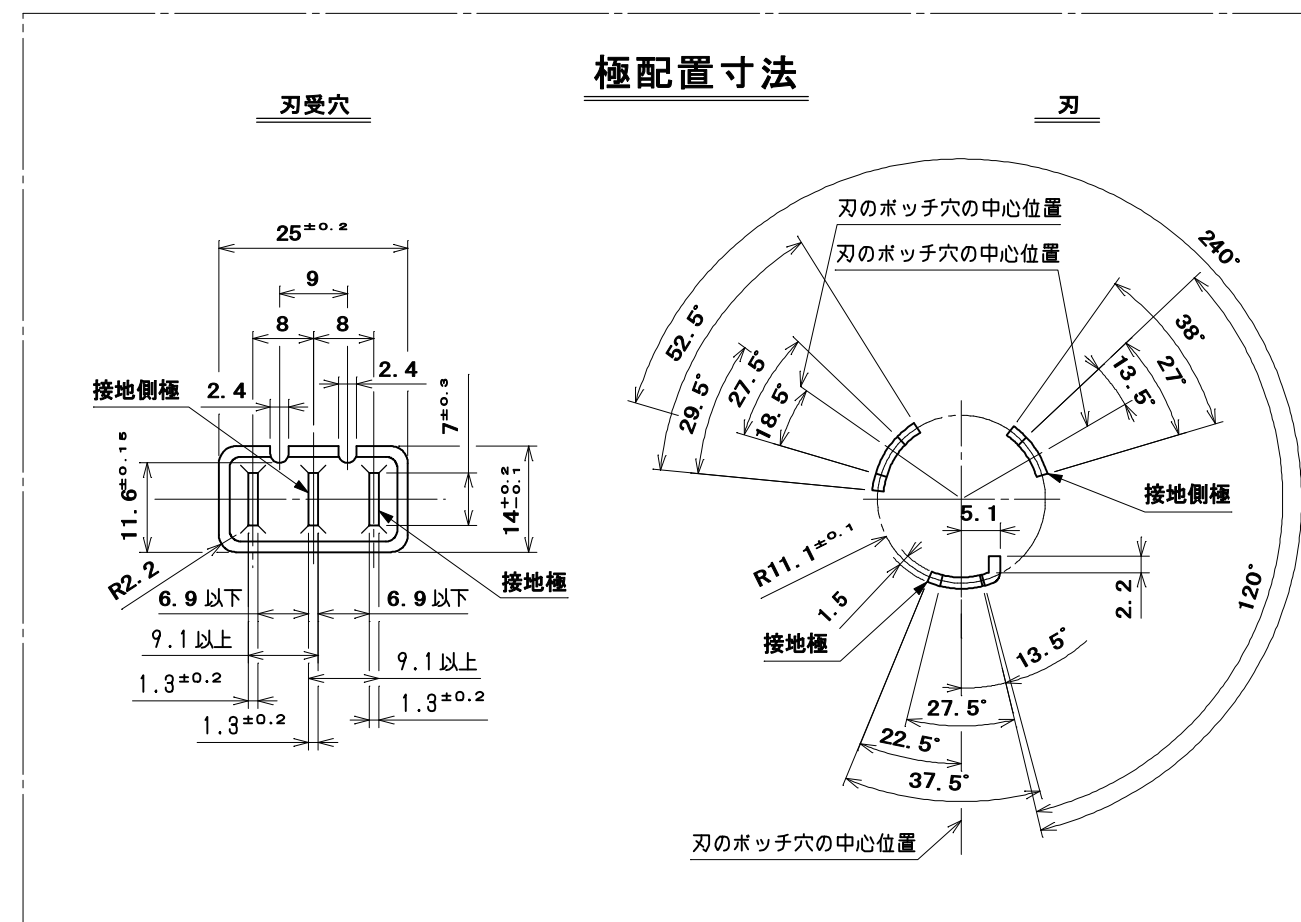 極配置寸法
刃受穴
刃
25±0.2
9
8
8
2.4
2.4
接地側極
7±0.3
11.6±0.15
14+0.2-0.1
R2.2
接地極
6.9以下
6.9以下
9.1以上
9.1以上
1.3±0.2
1.3±0.2
1.3±0.2
刃のポッチ穴の中心位置
刃のポッチ穴の中心位置
240°
52.5°
29.5°
27.5°
18.5°
38°
27°
13.5°
接地側極
5.1
R11.1±0.1
1.5
2.2
120°
接地極
13.5°
27.5°
22.5°
37.5°
刃のポッチ穴の中心位置